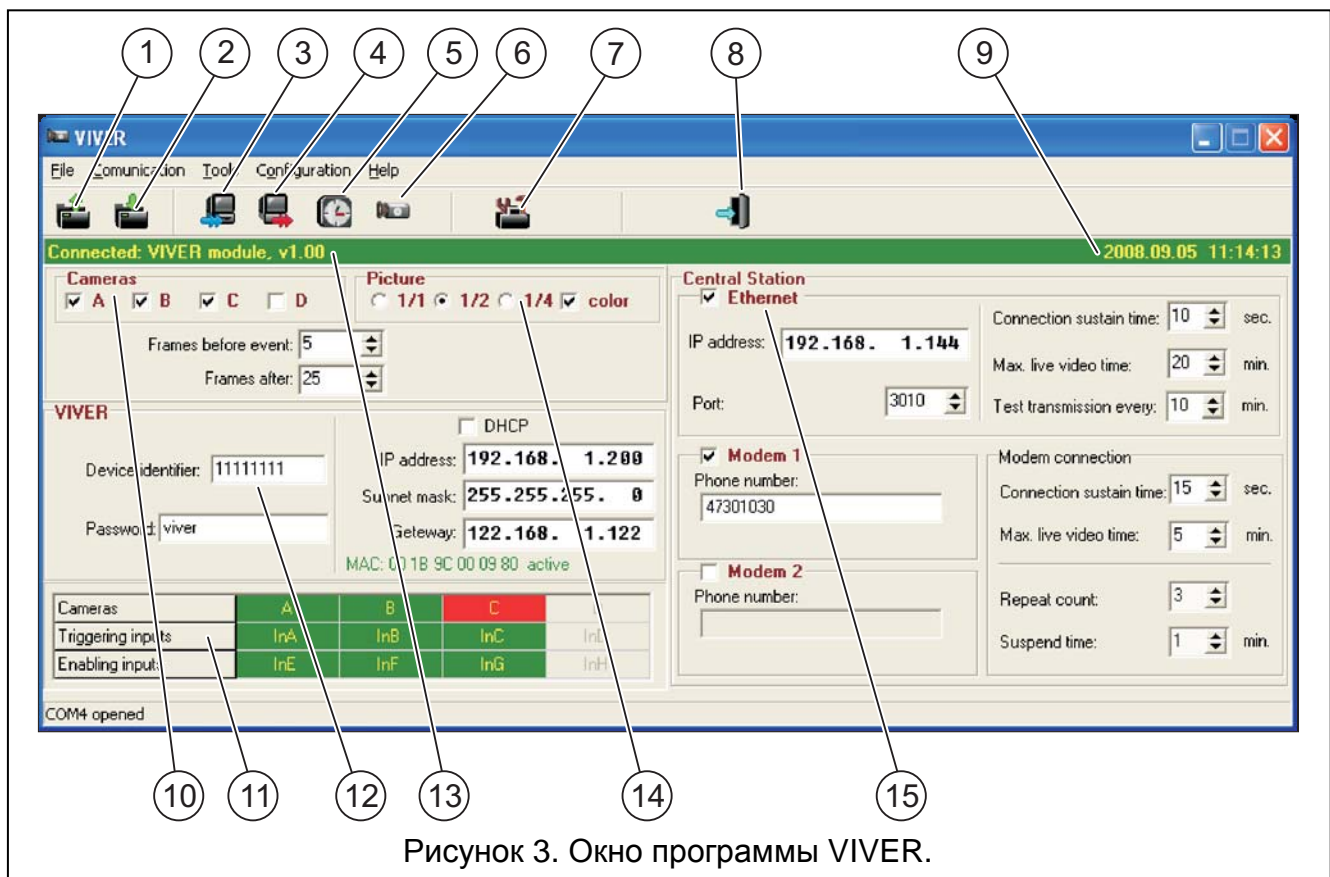 1 2 3 4 5 6 7 8 9
VIVER
File Comunication Tools Configuration Help
Connected: VIVER module, v1.00 2008.09.05 11:14:13
Cameras
A B C D
Picture
1/1 1/2 1/4 color
Frames before event: 5
Frames after: 25
VIVER
Device identifier: 11111111
Password: viver
DHCP
IP address: 192.168. 1.200
Subnet mask: 255.255.255. 0
Geteway: 122.168. 1.122
MAC: 00 1B 9C 00 09 80 active
Cameras A B C D
Triggering inputs InA InB InC InD
Enabling inputs InE InF InG InH
Central Station
Ethernet
IP address: 192.168. 1.144
Port: 3010
Connection sustain time: 10 sec.
Max. live video time: 20 min.
Test transmission every: 10 min.
Modem 1
Phone number:
47301030
Modem 2
Phone number:
Modem connection
Connection sustain time: 15 sec.
Max. live video time: 5 min.
Repeat count: 3
Suspend time: 1 min.
COM4 opened
10 11 12 13 14 15
Рисунок 3. Окно программы VIVER.